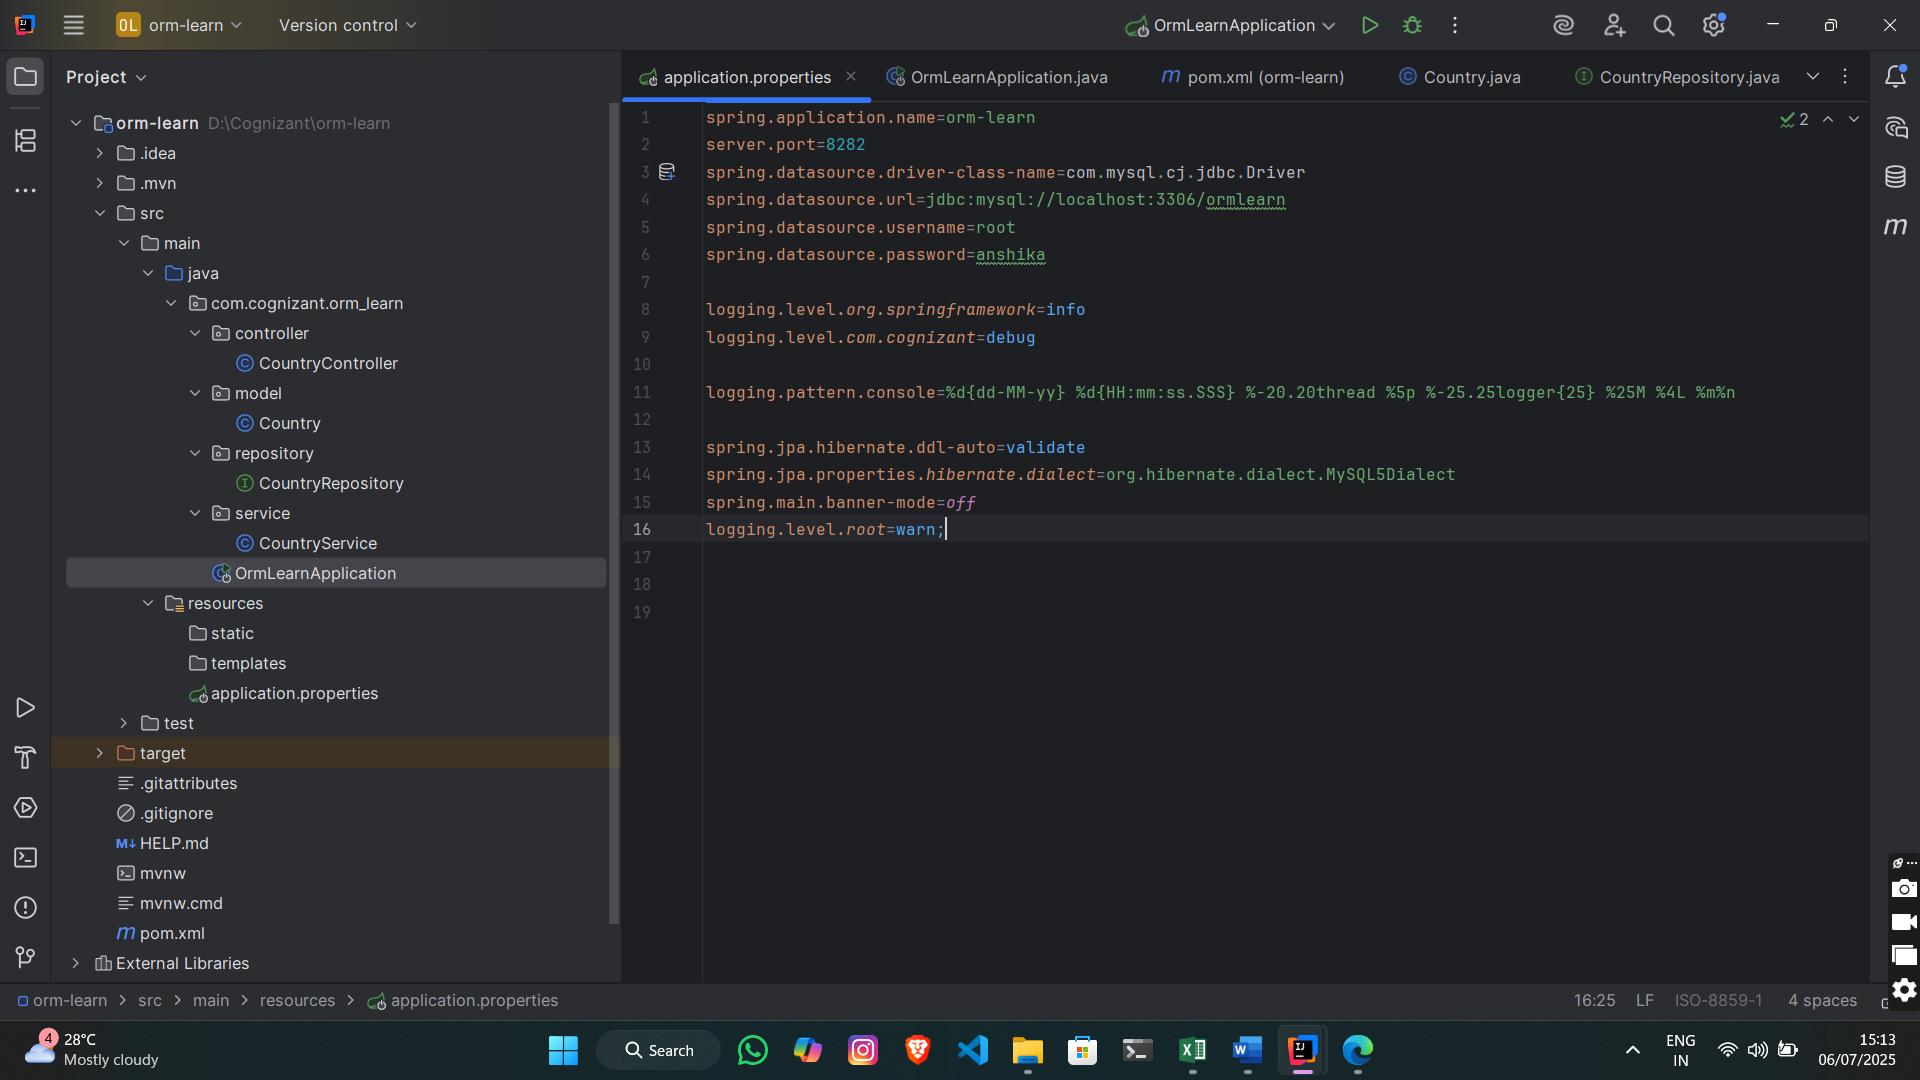 OL orm-learn Version control OrmLearnApplication
Project
application.properties OrmLearnApplication.java m pom.xml (orm-learn) Country.java CountryRepository.java
orm-learn D:\Cognizant\orm-learn
.idea
.mvn
src
main
java
com.cognizant.orm_learn
controller
CountryController
model
Country
repository
CountryRepository
service
CountryService
OrmLearnApplication
resources
static
templates
application.properties
test
target
.gitattributes
.gitignore
M↓ HELP.md
mvnw
mvnw.cmd
m pom.xml
External Libraries
1 spring.application.name=orm-learn
2 server.port=8282
3 spring.datasource.driver-class-name=com.mysql.cj.jdbc.Driver
4 spring.datasource.url=jdbc:mysql://localhost:3306/ormlearn
5 spring.datasource.username=root
6 spring.datasource.password=anshika
7
8 logging.level.org.springframework=info
9 logging.level.com.cognizant=debug
10
11 logging.pattern.console=%d{dd-MM-yy} %d{HH:mm:ss.SSS} %-20.20thread %5p %-25.25logger{25} %25M %4L %m%n
12
13 spring.jpa.hibernate.ddl-auto=validate
14 spring.jpa.properties.hibernate.dialect=org.hibernate.dialect.MySQL5Dialect
15 spring.main.banner-mode=off
16 logging.level.root=warn;
17
18
19
2
m
orm-learn > src > main > resources > application.properties
16:25 LF ISO-8859-1 4 spaces
4
28°C
Mostly cloudy
Search
ENG
IN
15:13
06/07/2025